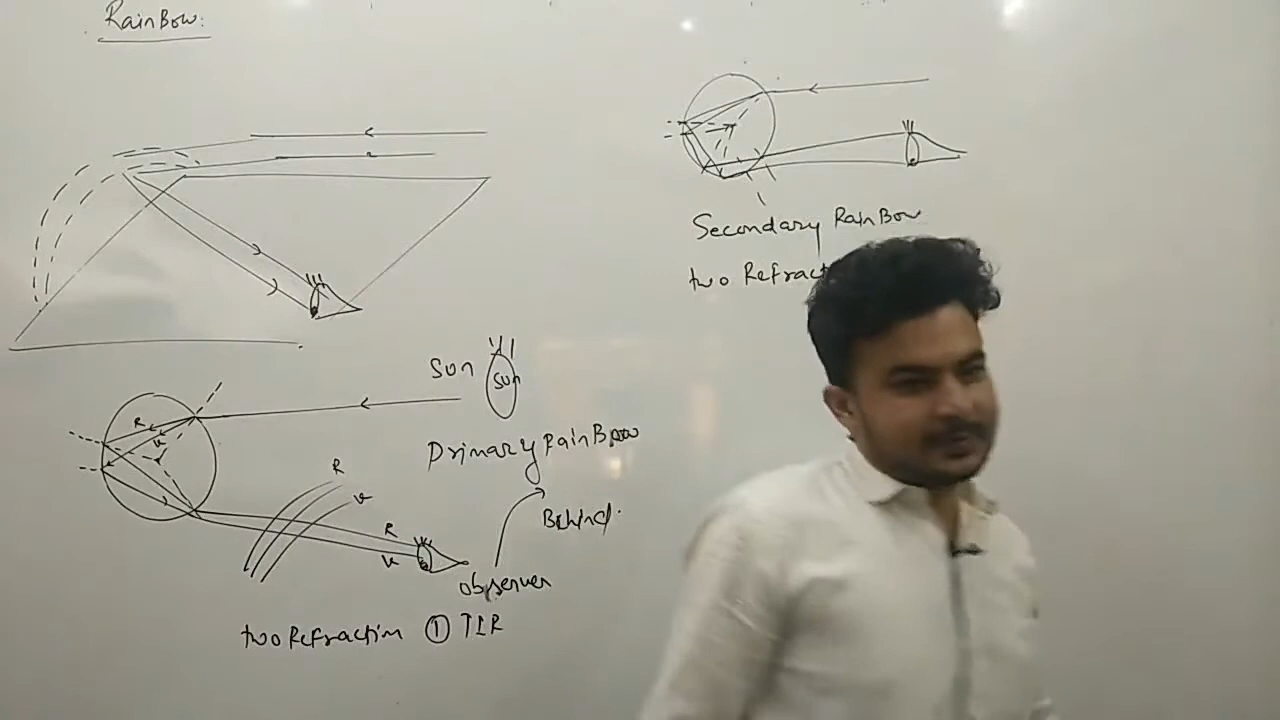 RainBow:
Secondary RainBow
two Refract
Sun
Sun
R
Primary RainBow
R
v
Behind.
R
observer
two Refraction ① TIR